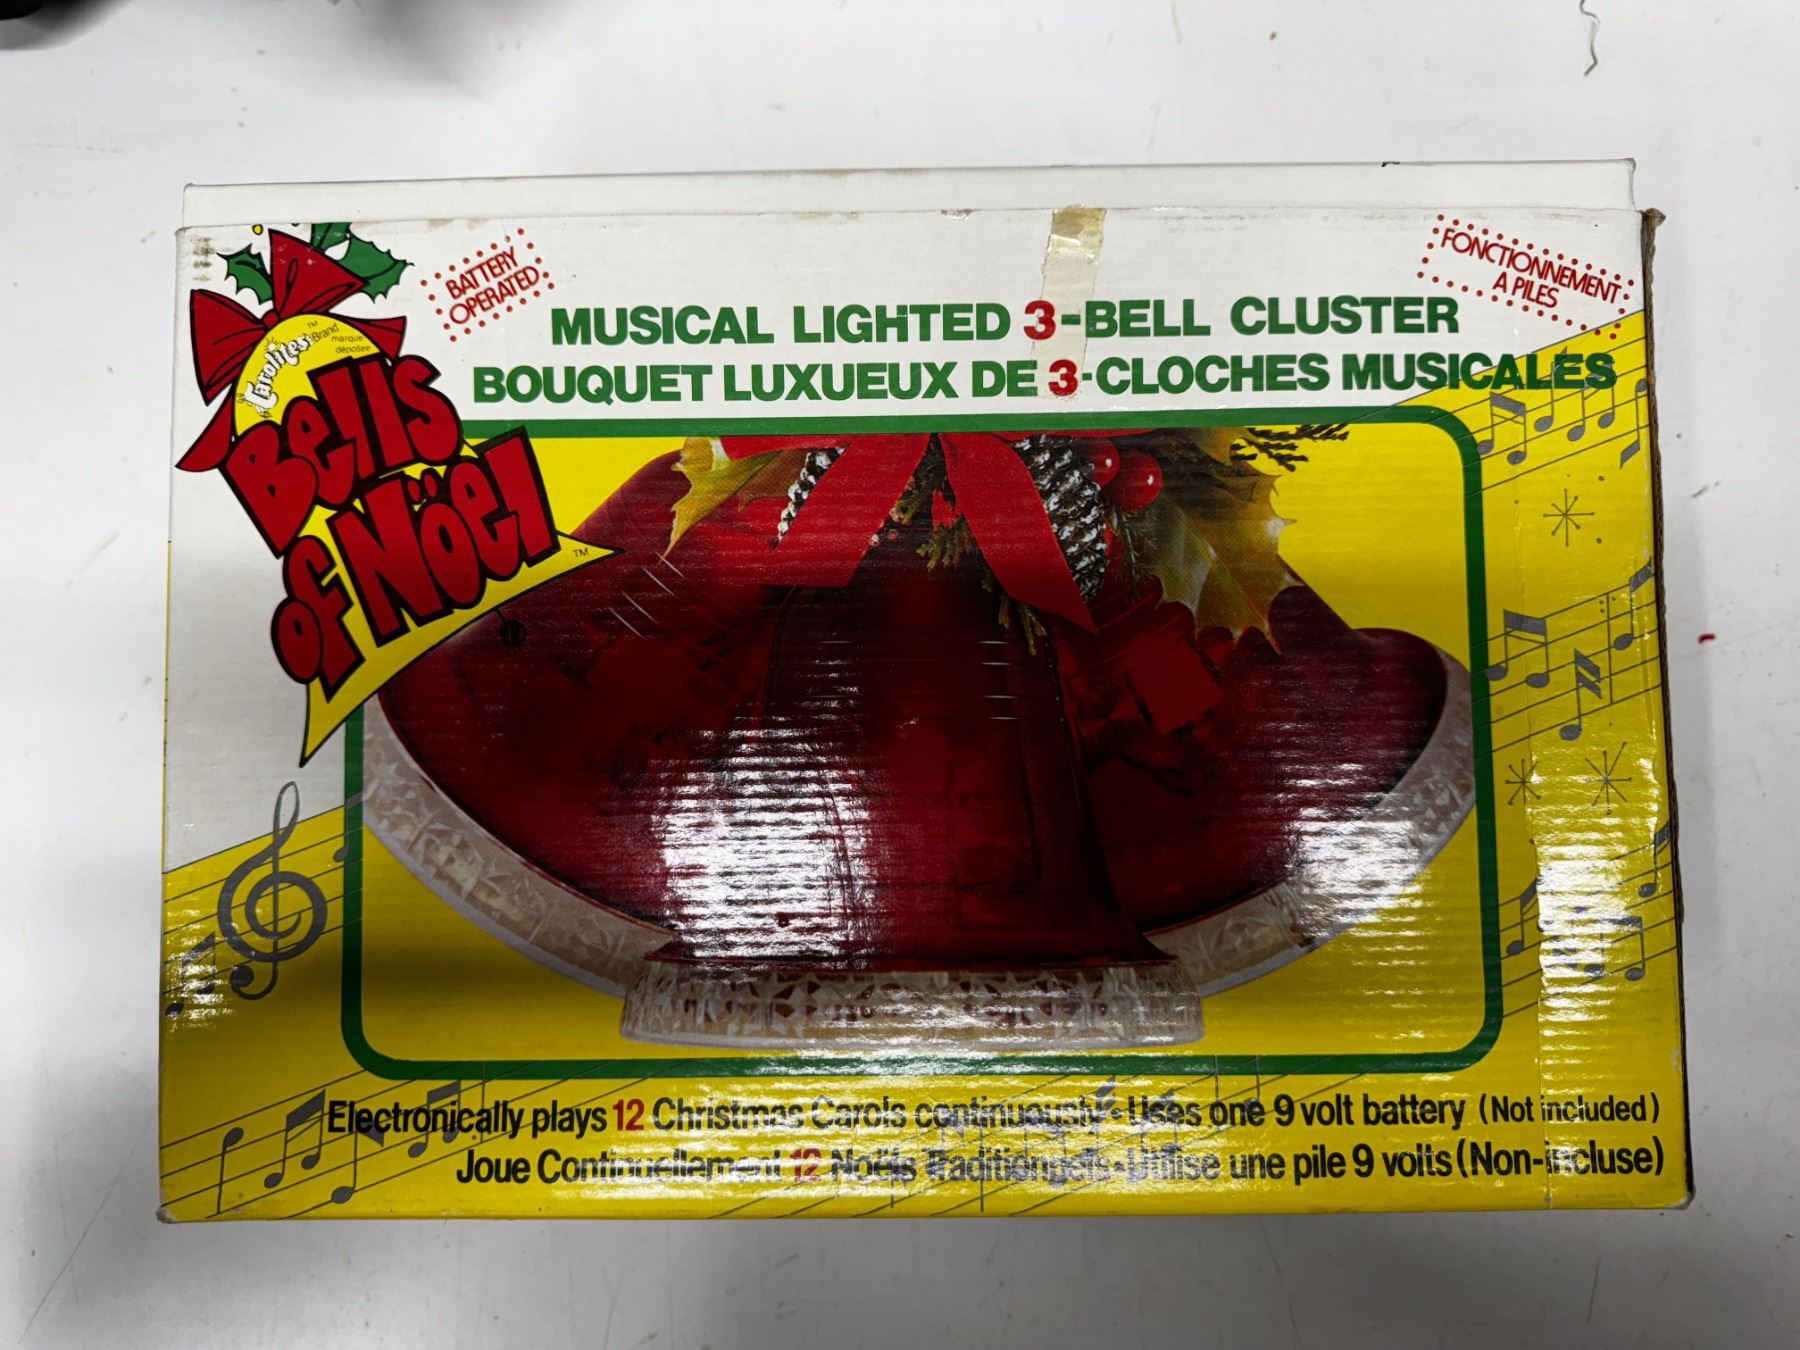 BATTERY
OPERATED
FONCTIONNEMENT
A PILES
MUSICAL LIGHTED 3-BELL CLUSTER
BOUQUET LUXUEUX DE 3-CLOCHES MUSICALES
Carolites™ Brand
marque
déposée
Bells
of Nöel™
Electronically plays 12 Christmas Carols continuously • Uses one 9 volt battery (Not included)
Joue Continuellement 12 Noëls Traditionnels • Utilise une pile 9 volts (Non-incluse)